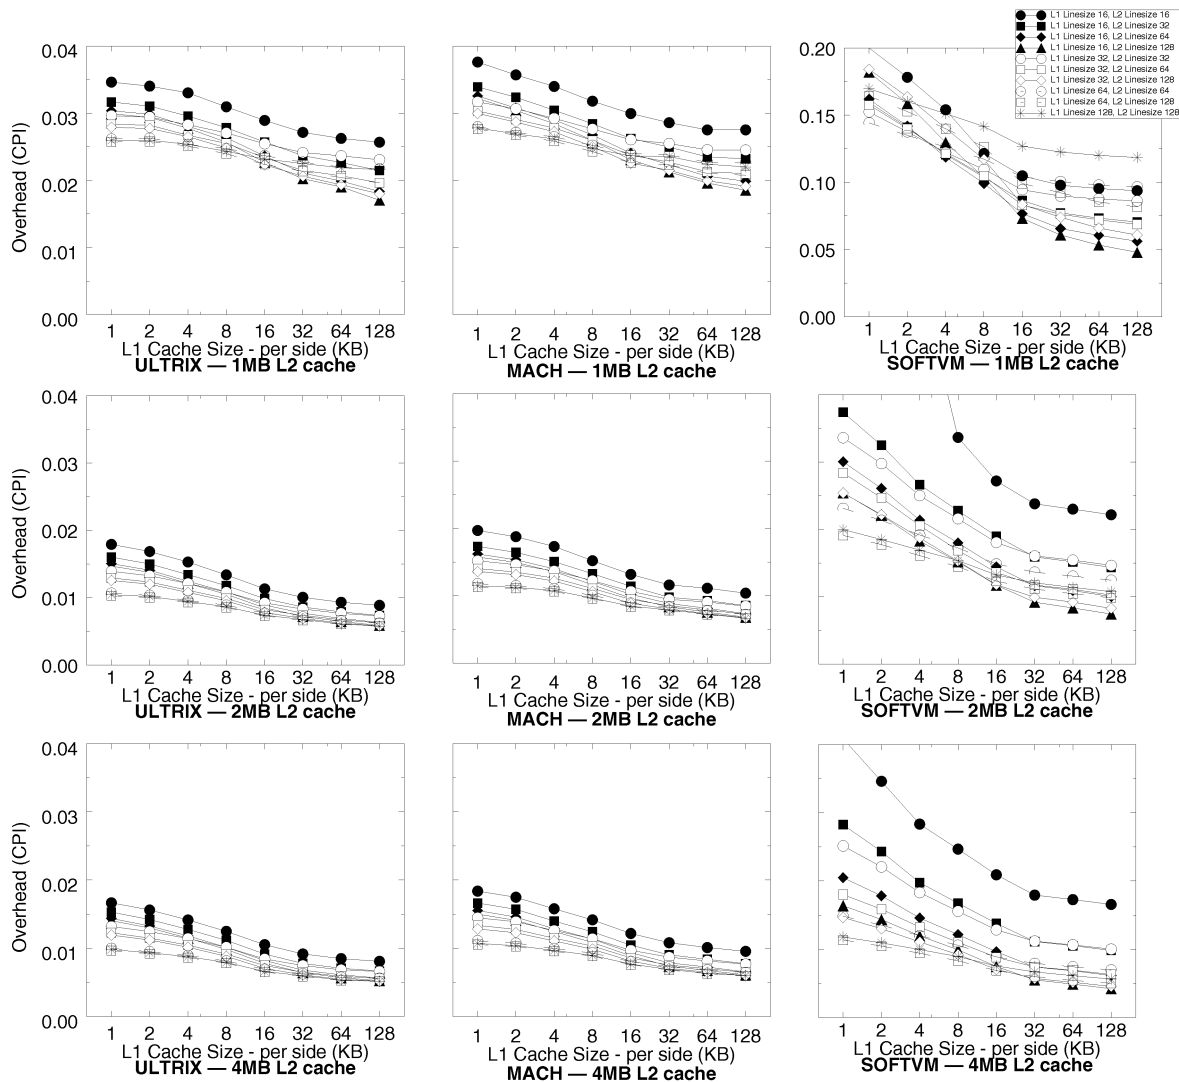 L1 Linesize 16, L2 Linesize 16
L1 Linesize 16, L2 Linesize 32
L1 Linesize 16, L2 Linesize 64
L1 Linesize 16, L2 Linesize 128
L1 Linesize 32, L2 Linesize 32
L1 Linesize 32, L2 Linesize 64
L1 Linesize 32, L2 Linesize 128
L1 Linesize 64, L2 Linesize 64
L1 Linesize 64, L2 Linesize 128
L1 Linesize 128, L2 Linesize 128
Overhead (CPI)
0.04
0.03
0.02
0.01
0.00
1 2 4 8 16 32 64 128
L1 Cache Size - per side (KB)
ULTRIX — 1MB L2 cache
1 2 4 8 16 32 64 128
L1 Cache Size - per side (KB)
MACH — 1MB L2 cache
0.20
0.15
0.10
0.05
0.00
1 2 4 8 16 32 64 128
L1 Cache Size - per side (KB)
SOFTVM — 1MB L2 cache
Overhead (CPI)
0.04
0.03
0.02
0.01
0.00
1 2 4 8 16 32 64 128
L1 Cache Size - per side (KB)
ULTRIX — 2MB L2 cache
1 2 4 8 16 32 64 128
L1 Cache Size - per side (KB)
MACH — 2MB L2 cache
1 2 4 8 16 32 64 128
L1 Cache Size - per side (KB)
SOFTVM — 2MB L2 cache
Overhead (CPI)
0.04
0.03
0.02
0.01
0.00
1 2 4 8 16 32 64 128
L1 Cache Size - per side (KB)
ULTRIX — 4MB L2 cache
1 2 4 8 16 32 64 128
L1 Cache Size - per side (KB)
MACH — 4MB L2 cache
1 2 4 8 16 32 64 128
L1 Cache Size - per side (KB)
SOFTVM — 4MB L2 cache